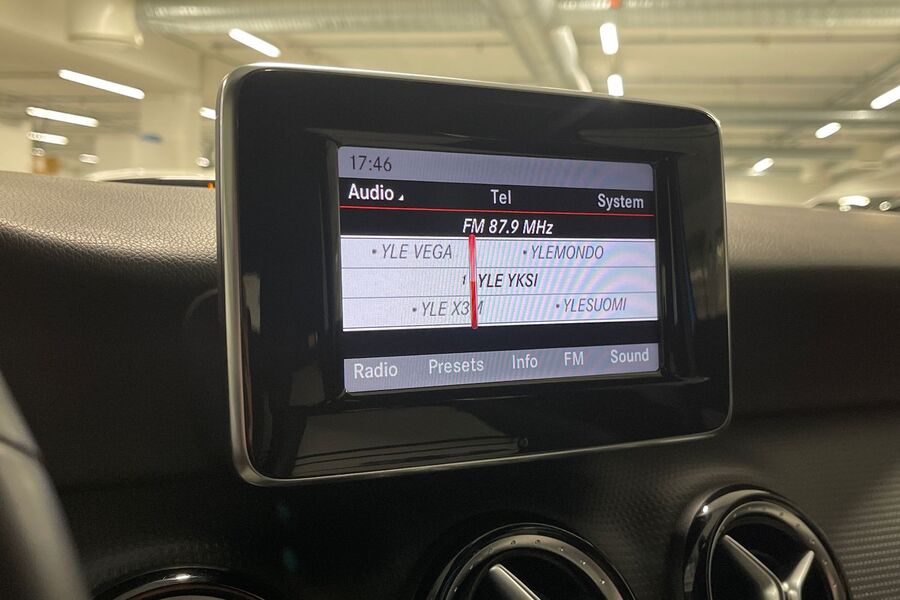 17:46
Audio Tel System
FM 87.9 MHz
• YLE VEGA • YLEMONDO
1 YLE YKSI
• YLE X3M • YLESUOMI
Radio Presets Info FM Sound